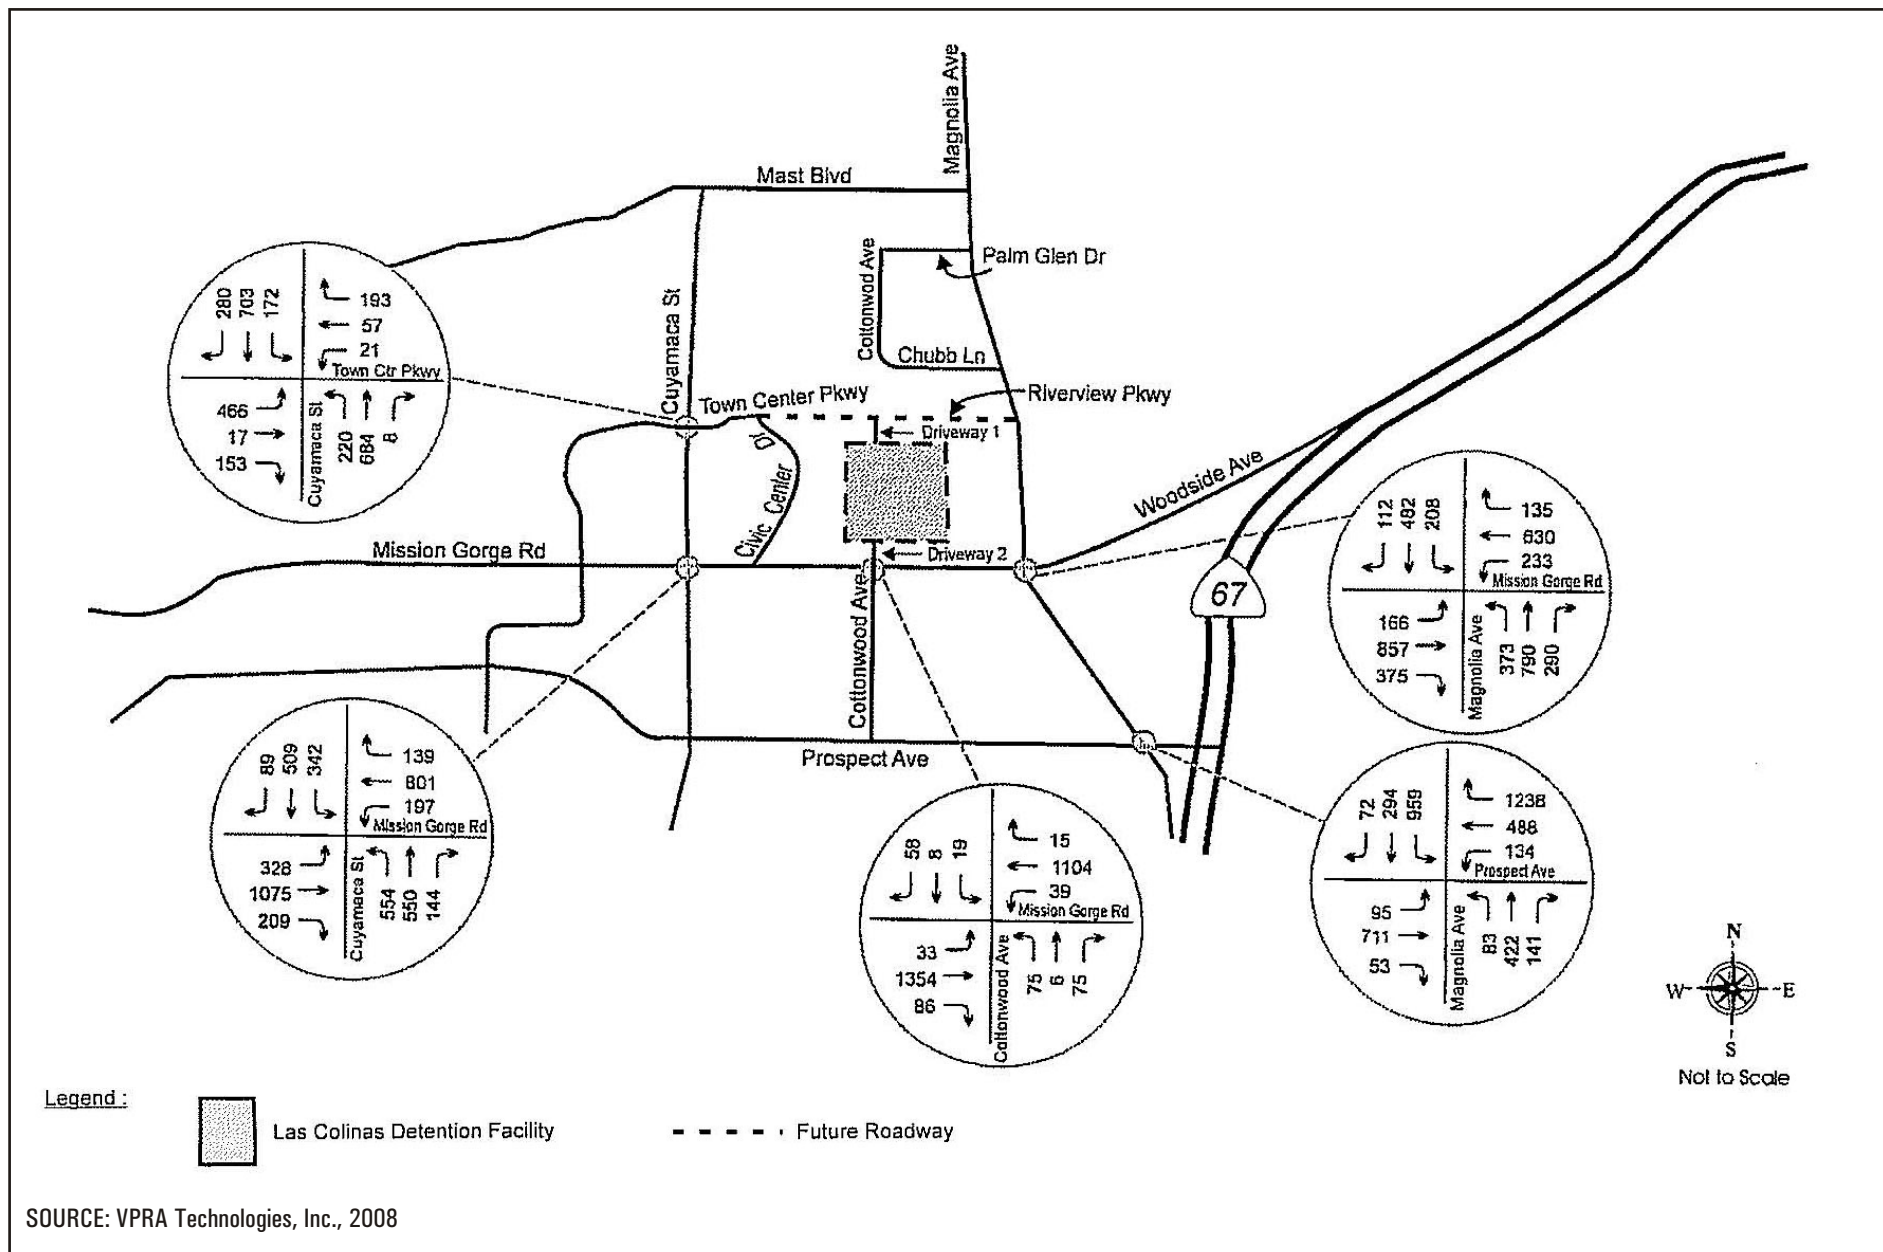 Magnolia Ave
Mast Blvd
Cottonwood Ave
Palm Glen Dr
Chubb Ln
Cuyamaca St
Town Center Pkwy
Riverview Pkwy
Driveway 1
Civic Center Dr
Woodside Ave
Mission Gorge Rd
Driveway 2
67
Cottonwood Ave
Prospect Ave
280 703 172
193
57
21
Town Ctr Pkwy
466
17
153
Cuyamaca St
220 684 8
112 482 208
135
630
233
Mission Gorge Rd
166
857
375
Magnolia Ave
373 790 290
89 509 342
139
801
197
Mission Gorge Rd
328
1075
209
Cuyamaca St
554 550 144
58 8 19
15
1104
39
Mission Gorge Rd
33
1354
86
Cottonwood Ave
75 6 75
72 294 959
1238
488
134
Prospect Ave
95
711
53
Magnolia Ave
83 422 141
N
W E
S
Not to Scale
Legend :
Las Colinas Detention Facility
Future Roadway
SOURCE: VPRA Technologies, Inc., 2008